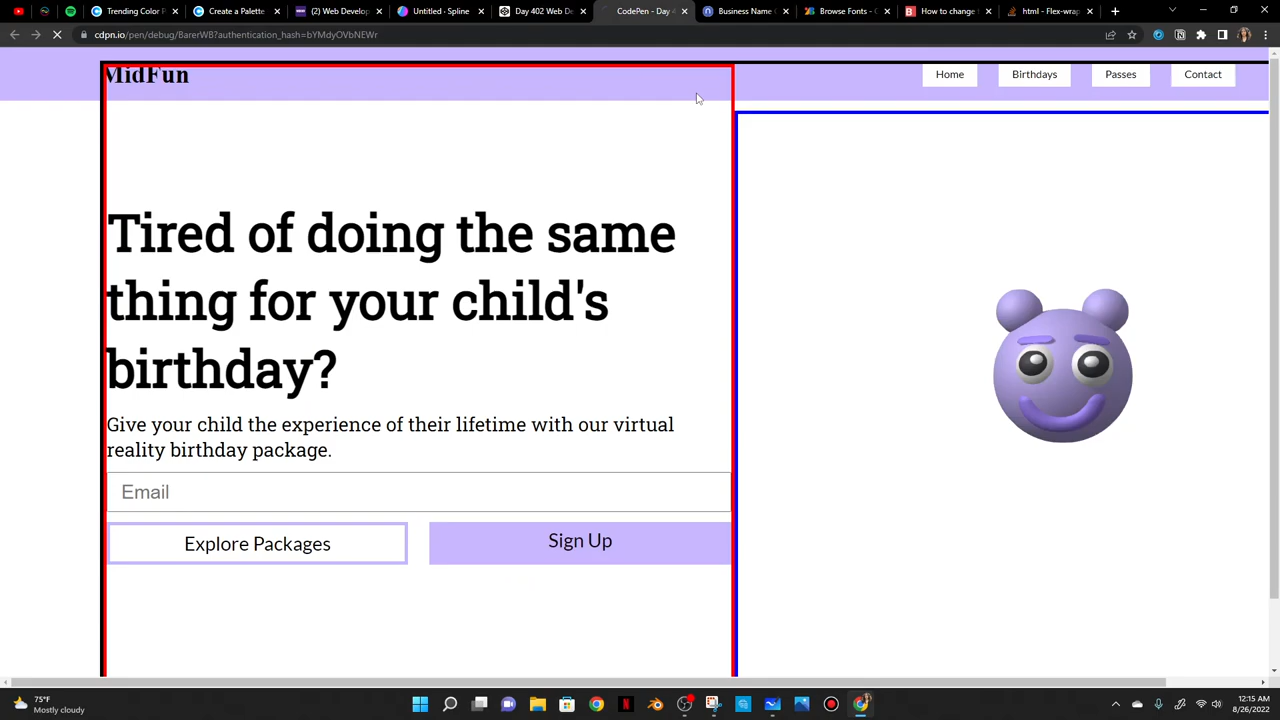 Trending Color P
Create a Palette
(2) Web Develop
Untitled - Spline
Day 402 Web De
CodePen - Day 4
Business Name G
Browse Fonts - G
How to change t
html - Flex-wrap
cdpn.io/pen/debug/BarerWB?authentication_hash=bYMdyOVbNEWr
MidFun
Home
Birthdays
Passes
Contact
Tired of doing the same
thing for your child's
birthday?
Give your child the experience of their lifetime with our virtual
reality birthday package.
Email
Explore Packages
Sign Up
75°F
Mostly cloudy
12:15 AM
8/26/2022